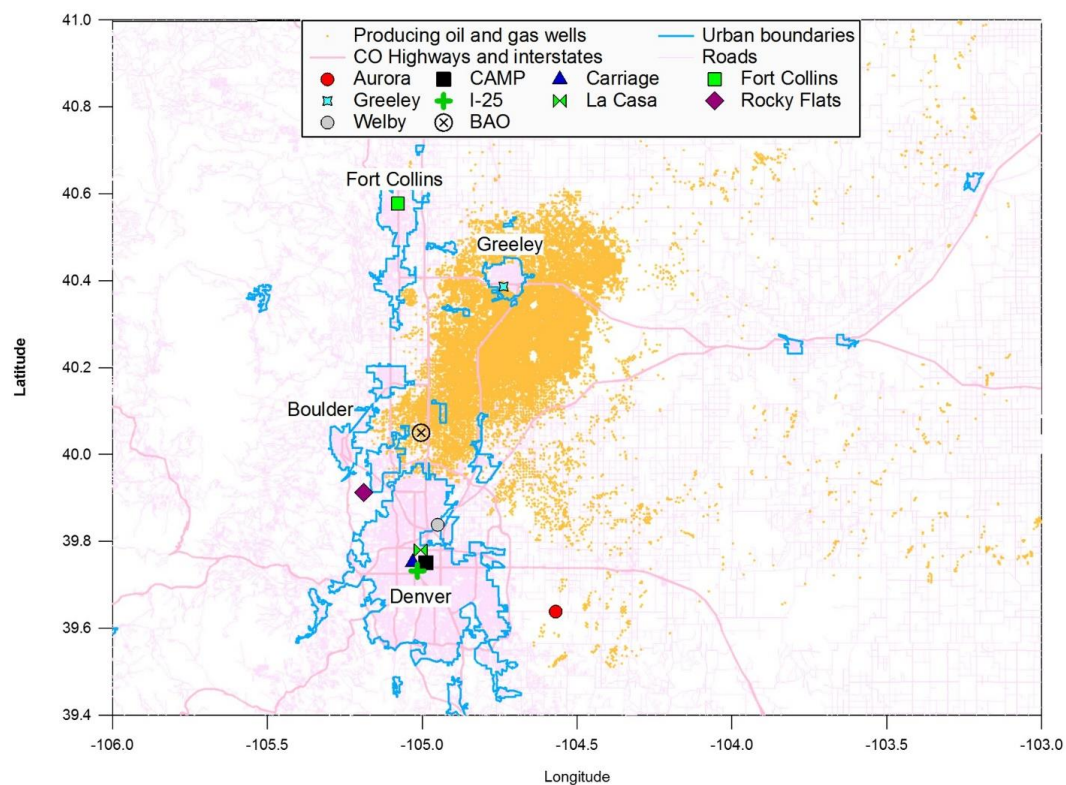 41.0
Producing oil and gas wells Urban boundaries
CO Highways and interstates Roads
Aurora CAMP Carriage Fort Collins
Greeley I-25 La Casa Rocky Flats
Welby BAO
40.8
Fort Collins
40.6
Greeley
40.4
Latitude
40.2
Boulder
40.0
39.8
Denver
39.6
39.4
-106.0 -105.5 -105.0 -104.5 -104.0 -103.5 -103.0
Longitude